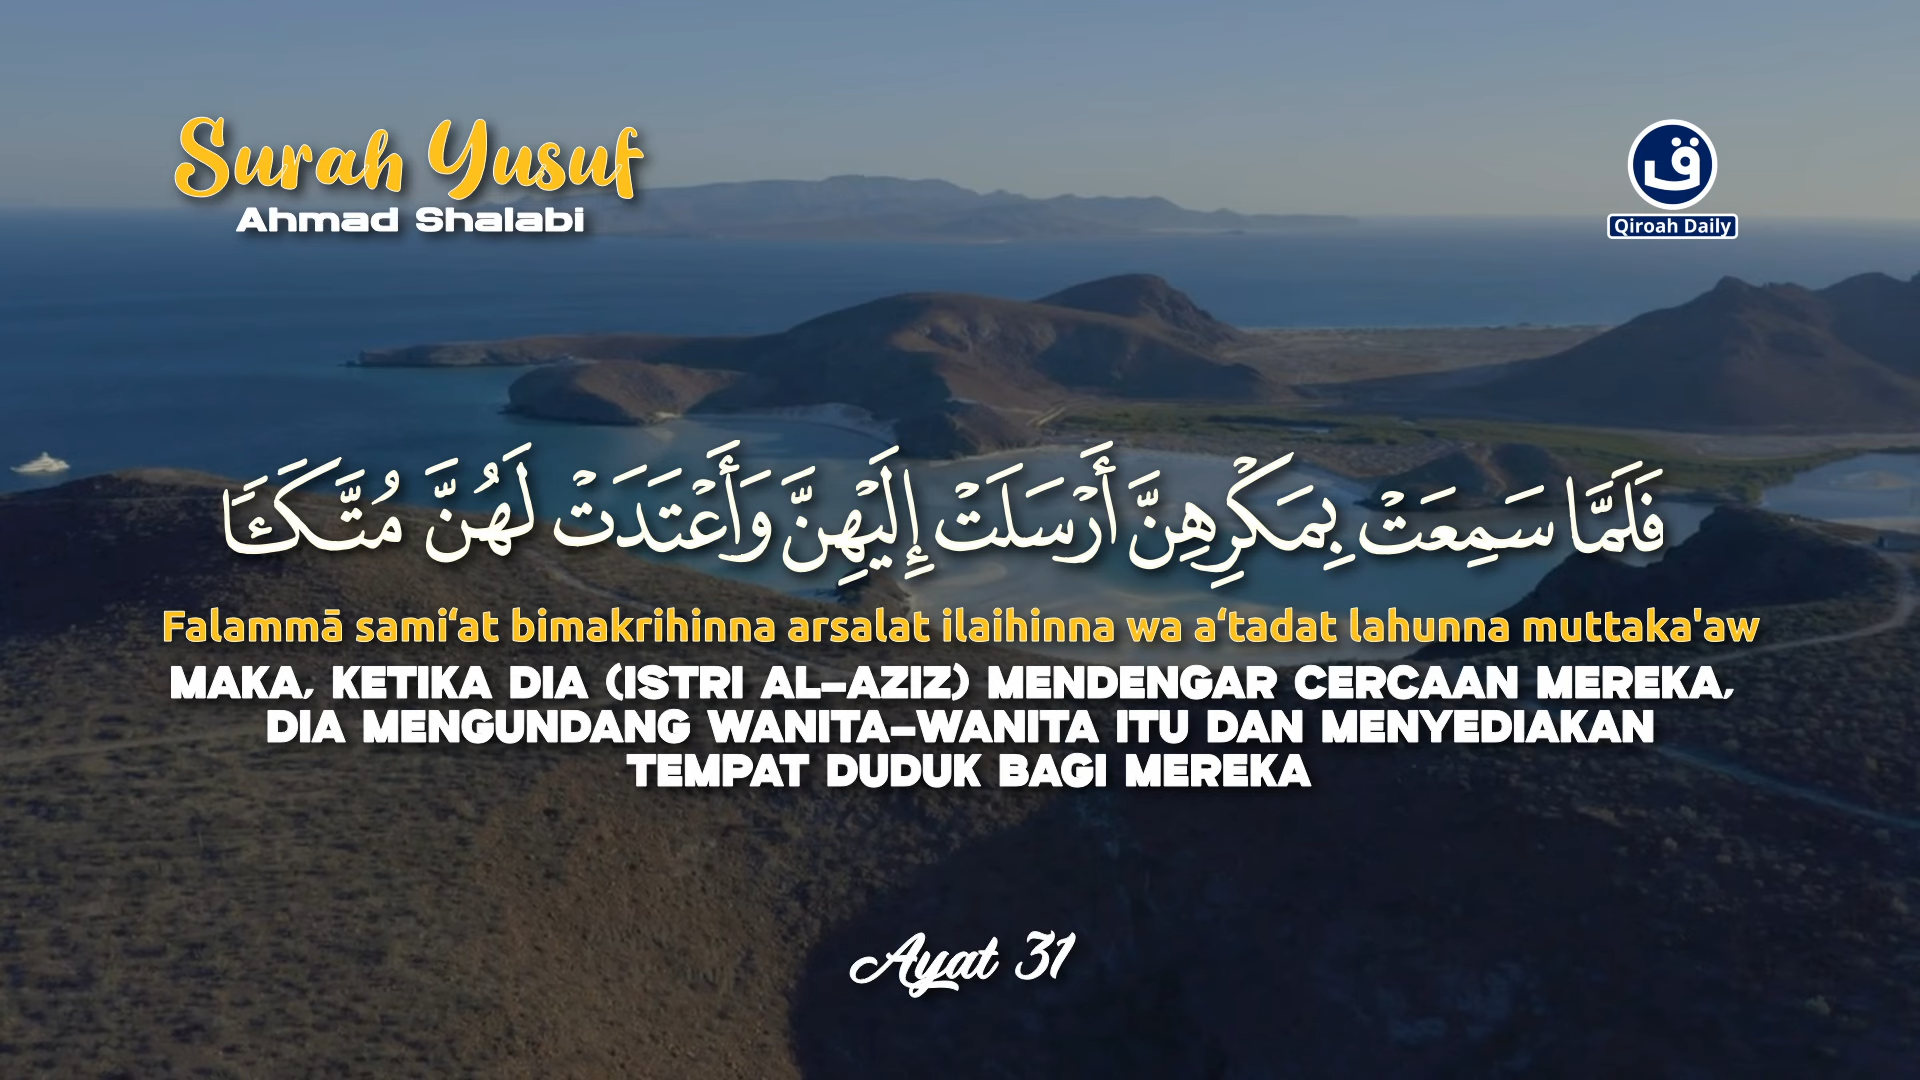 Surah Yusuf
Ahmad Shalabi
ق
Qiroah Daily
فَلَمَّا سَمِعَتْ بِمَكْرِهِنَّ أَرْسَلَتْ إِلَيْهِنَّ وَأَعْتَدَتْ لَهُنَّ مُتَّكَـًٔا
Falammā sami‘at bimakrihinna arsalat ilaihinna wa a‘tadat lahunna muttaka'aw
MAKA, KETIKA DIA (ISTRI AL-AZIZ) MENDENGAR CERCAAN MEREKA,
DIA MENGUNDANG WANITA-WANITA ITU DAN MENYEDIAKAN
TEMPAT DUDUK BAGI MEREKA
Ayat 31